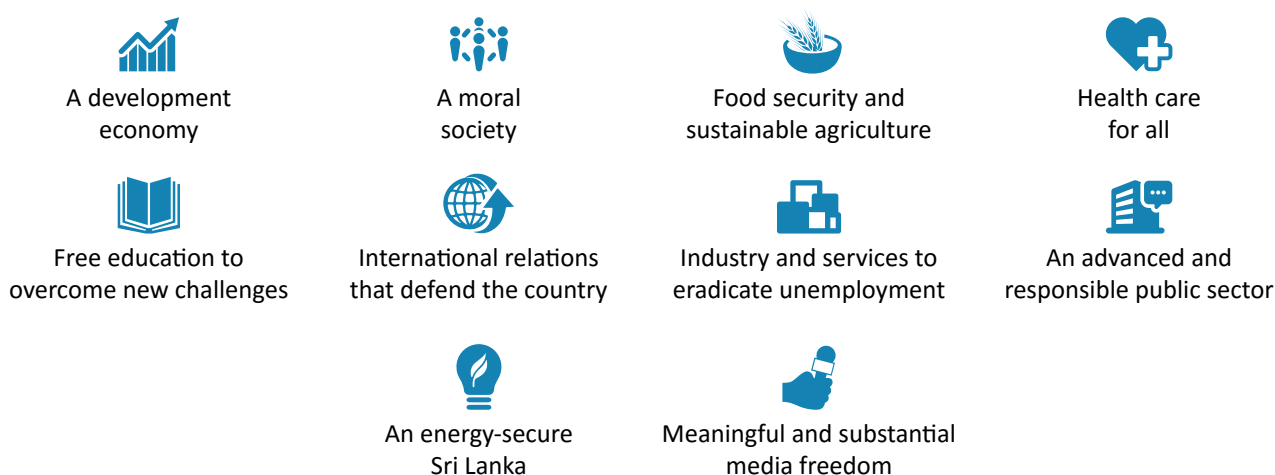 A development
economy
A moral
society
Food security and
sustainable agriculture
Health care
for all
Free education to
overcome new challenges
International relations
that defend the country
Industry and services to
eradicate unemployment
An advanced and
responsible public sector
An energy-secure
Sri Lanka
Meaningful and substantial
media freedom